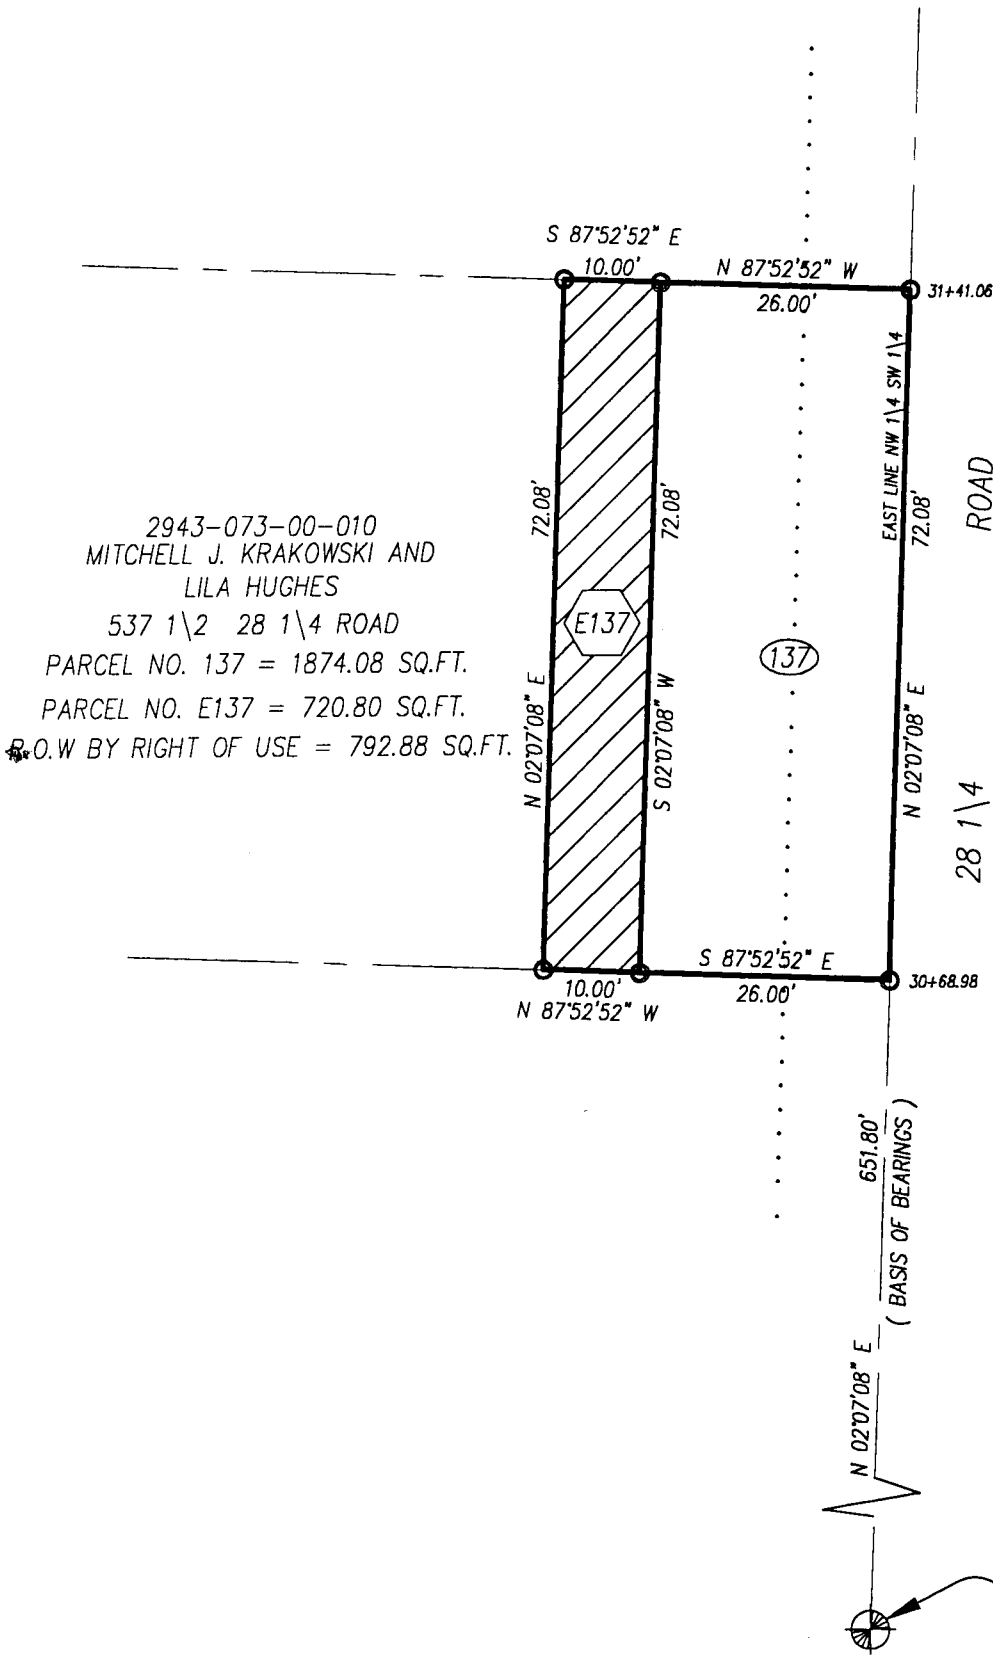 S 87°52'52" E
10.00'
N 87°52'52" W
26.00'
31+41.06
EAST LINE NW 1\4 SW 1\4
72.08'
N 02°07'08" E
72.08'
S 02°07'08" W
72.08'
N 02°07'08" E
ROAD
28 1\4
2943-073-00-010
MITCHELL J. KRAKOWSKI AND
LILA HUGHES
537 1\2 28 1\4 ROAD
PARCEL NO. 137 = 1874.08 SQ.FT.
PARCEL NO. E137 = 720.80 SQ.FT.
R.O.W BY RIGHT OF USE = 792.88 SQ.FT.
E137
137
S 87°52'52" E
26.00'
10.00'
N 87°52'52" W
30+68.98
651.80'
( BASIS OF BEARINGS )
N 02°07'08" E